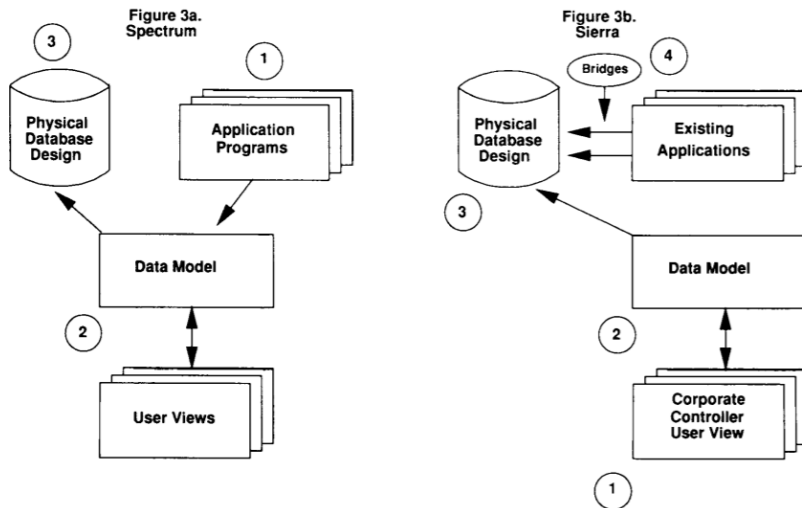 Figure 3a.
Spectrum
3
1
Physical
Database
Design
Application
Programs
Data Model
2
User Views
Figure 3b.
Sierra
4
Bridges
Physical
Database
Design
Existing
Applications
3
Data Model
2
Corporate
Controller
User View
1